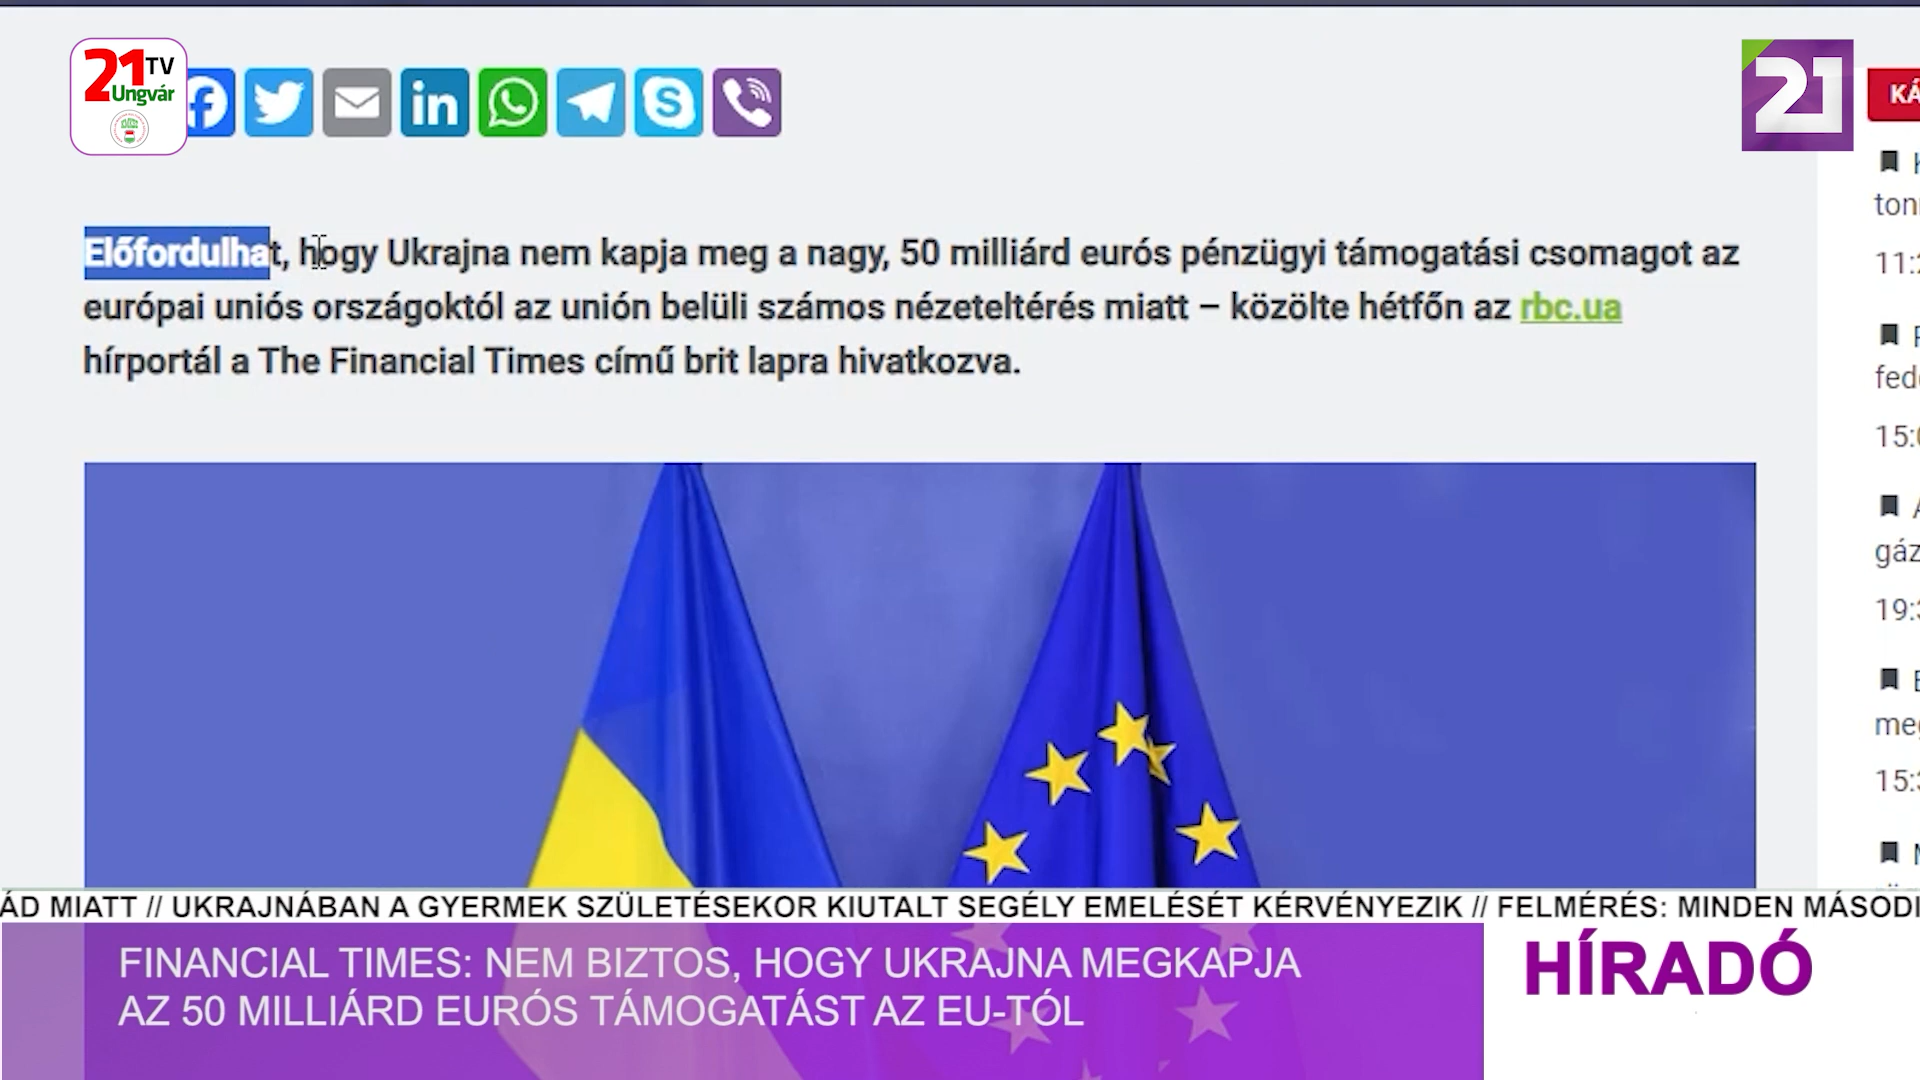 21 TV
Ungvár
21
Előfordulhat, hogy Ukrajna nem kapja meg a nagy, 50 milliárd eurós pénzügyi támogatási csomagot az
európai uniós országoktól az unión belüli számos nézeteltérés miatt – közölte hétfőn az rbc.ua
hírportál a The Financial Times című brit lapra hivatkozva.
MIATT // UKRAJNÁBAN A GYERMEK SZÜLETÉSEKOR KIUTALT SEGÉLY EMELÉSÉT KÉRVÉNYEZIK // FELMÉRÉS: MINDEN
FINANCIAL TIMES: NEM BIZTOS, HOGY UKRAJNA MEGKAPJA
AZ 50 MILLIÁRD EURÓS TÁMOGATÁST AZ EU-TÓL
HÍRADÓ